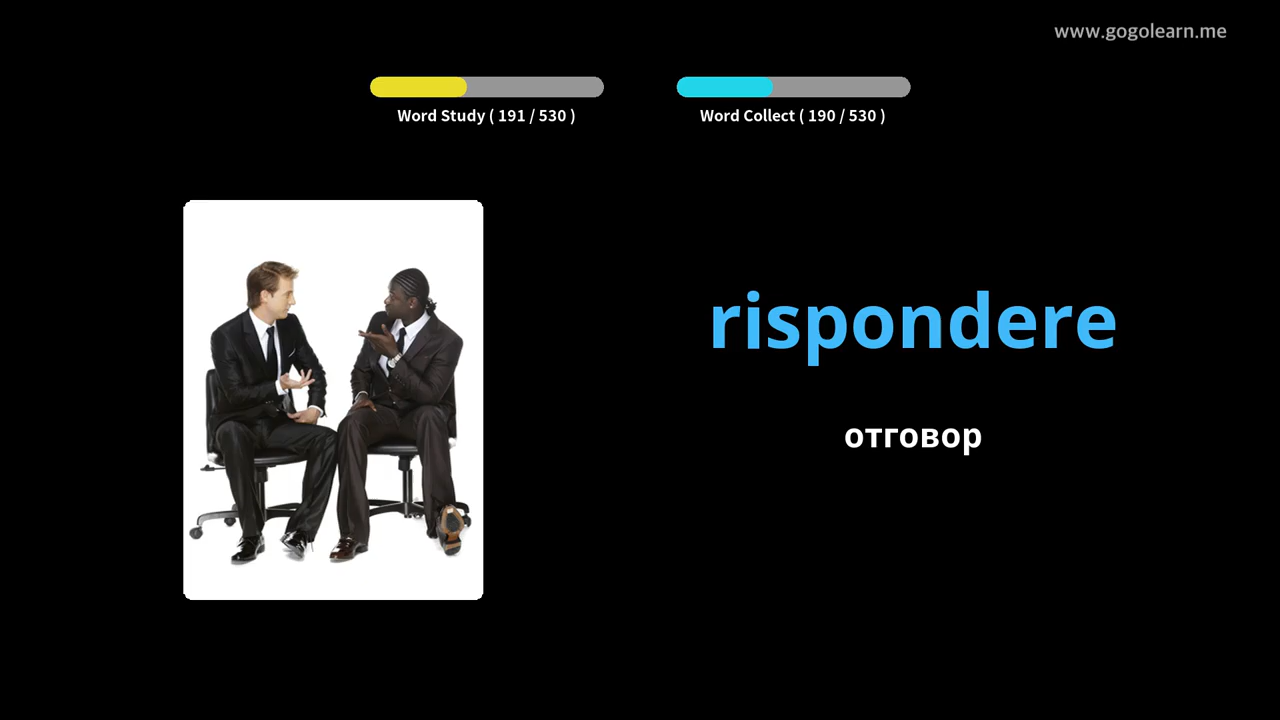 www.gogolearn.me
Word Study ( 191 / 530 )
Word Collect ( 190 / 530 )
rispondere
отговор